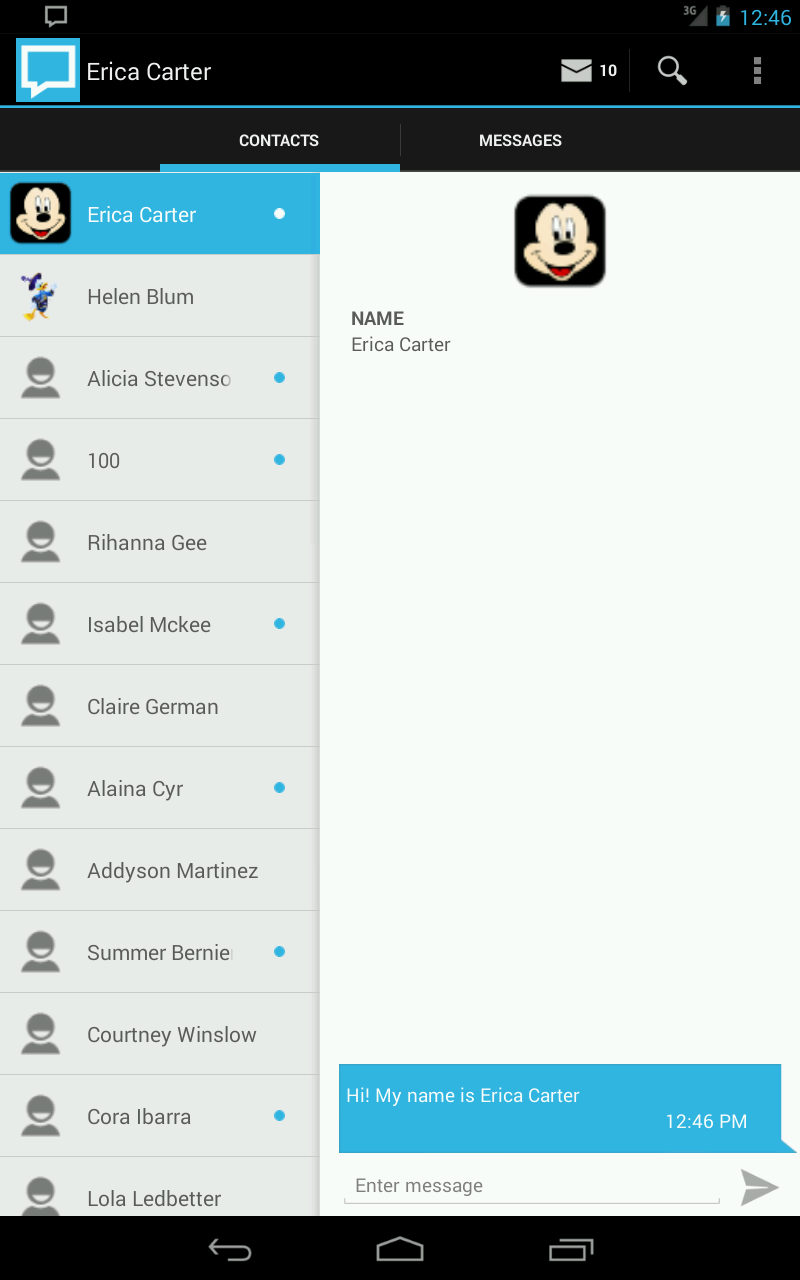 3G 12:46
Erica Carter 10
CONTACTS MESSAGES
Erica Carter
Helen Blum
Alicia Stevenso
100
Rihanna Gee
Isabel Mckee
Claire German
Alaina Cyr
Addyson Martinez
Summer Bernie
Courtney Winslow
Cora Ibarra
Lola Ledbetter
NAME
Erica Carter
Hi! My name is Erica Carter
12:46 PM
Enter message